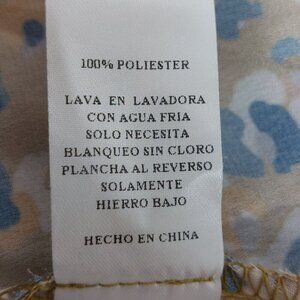 100% POLIESTER
LAVA EN LAVADORA
CON AGUA FRIA
SOLO NECESITA
BLANQUEO SIN CLORO
PLANCHA AL REVERSO
SOLAMENTE
HIERRO BAJO
HECHO EN CHINA